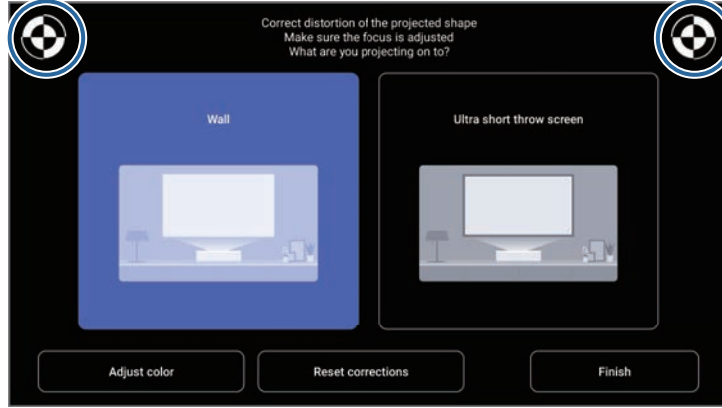 Correct distortion of the projected shape
Make sure the focus is adjusted
What are you projecting on to?
Wall
Ultra short throw screen
Adjust color
Reset corrections
Finish